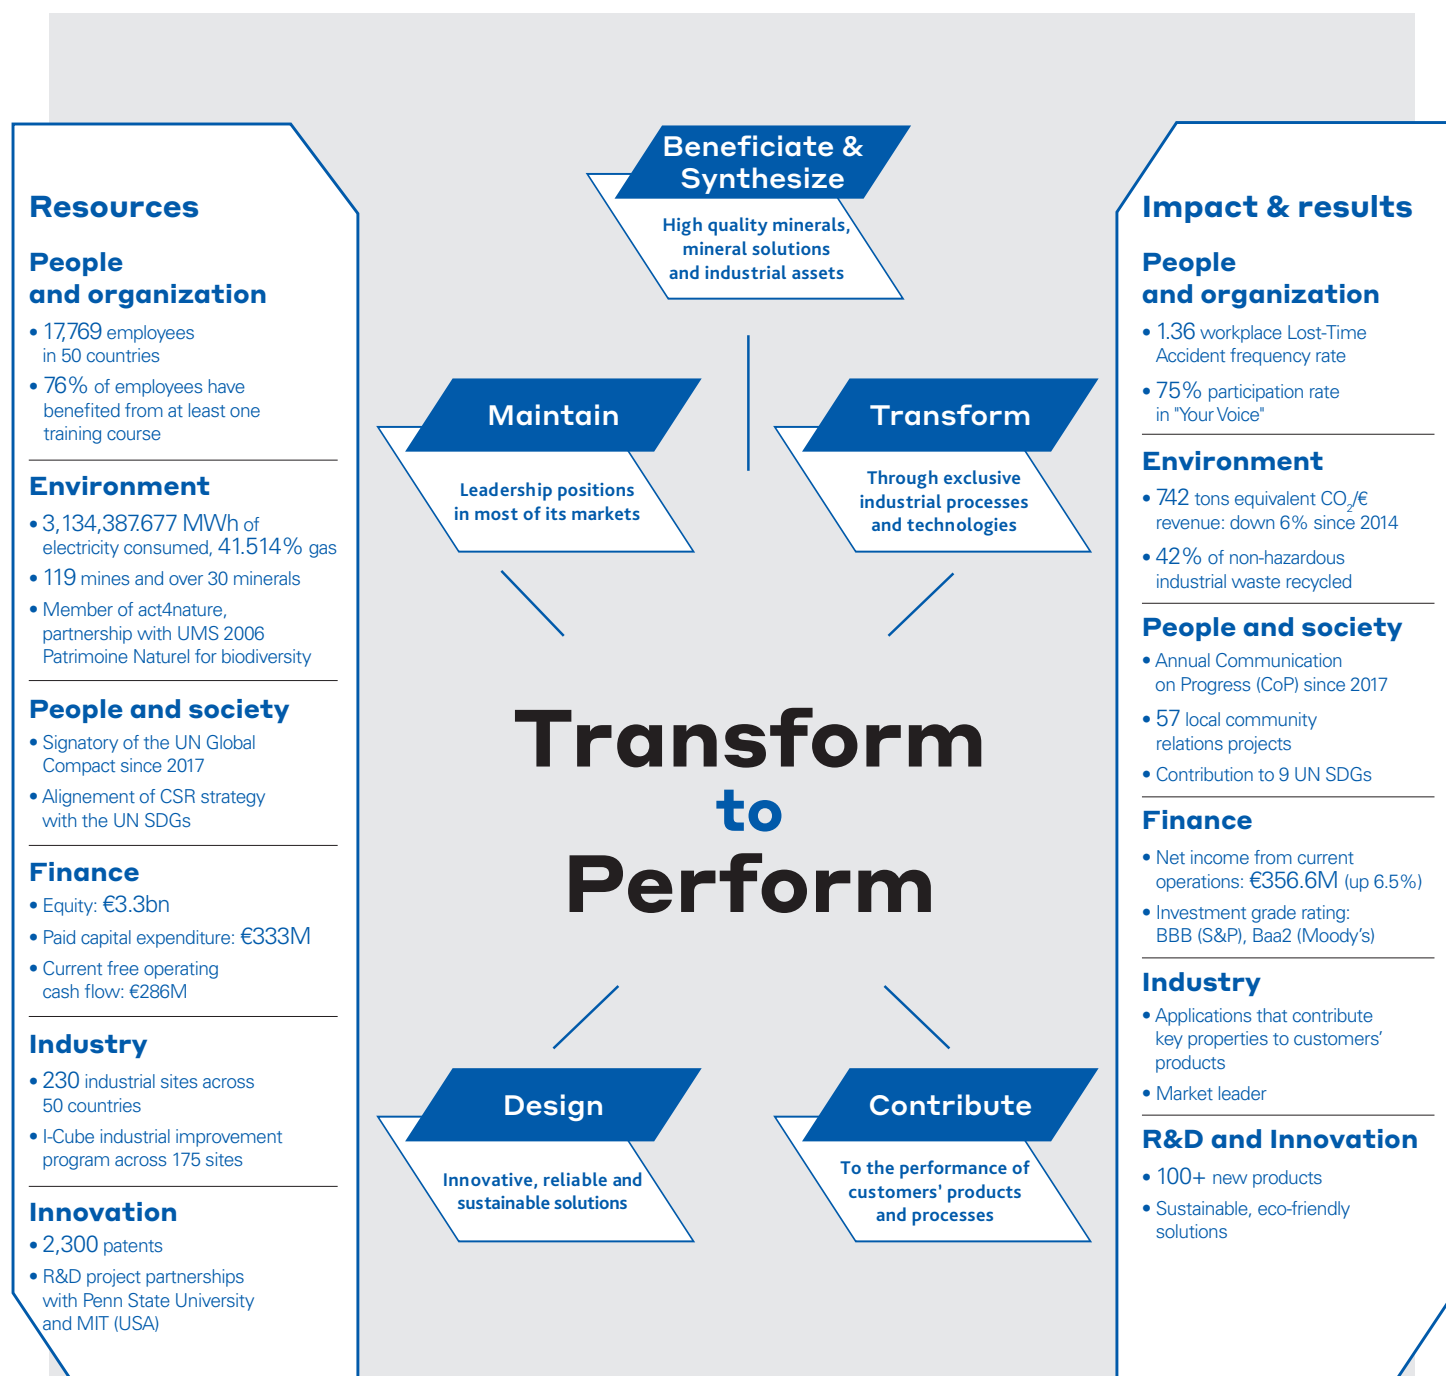 Resources
People
and organization
• 17,769 employees
in 50 countries
• 76% of employees have
benefited from at least one
training course
Environment
• 3,134,387.677 MWh of
electricity consumed, 41.514% gas
• 119 mines and over 30 minerals
• Member of act4nature,
partnership with UMS 2006
Patrimoine Naturel for biodiversity
People and society
• Signatory of the UN Global
Compact since 2017
• Alignement of CSR strategy
with the UN SDGs
Finance
• Equity: €3.3bn
• Paid capital expenditure: €333M
• Current free operating
cash flow: €286M
Industry
• 230 industrial sites across
50 countries
• I-Cube industrial improvement
program across 175 sites
Innovation
• 2,300 patents
• R&D project partnerships
with Penn State University
and MIT (USA)
Beneficiate &
Synthesize
High quality minerals,
mineral solutions
and industrial assets
Maintain
Leadership positions
in most of its markets
Transform
Through exclusive
industrial processes
and technologies
Transform
to
Perform
Design
Innovative, reliable and
sustainable solutions
Contribute
To the performance of
customers' products
and processes
Impact & results
People
and organization
• 1.36 workplace Lost-Time
Accident frequency rate
• 75% participation rate
in "Your Voice"
Environment
• 742 tons equivalent CO2/€
revenue: down 6% since 2014
• 42% of non-hazardous
industrial waste recycled
People and society
• Annual Communication
on Progress (CoP) since 2017
• 57 local community
relations projects
• Contribution to 9 UN SDGs
Finance
• Net income from current
operations: €356.6M (up 6.5%)
• Investment grade rating:
BBB (S&P), Baa2 (Moody's)
Industry
• Applications that contribute
key properties to customers'
products
• Market leader
R&D and Innovation
• 100+ new products
• Sustainable, eco-friendly
solutions